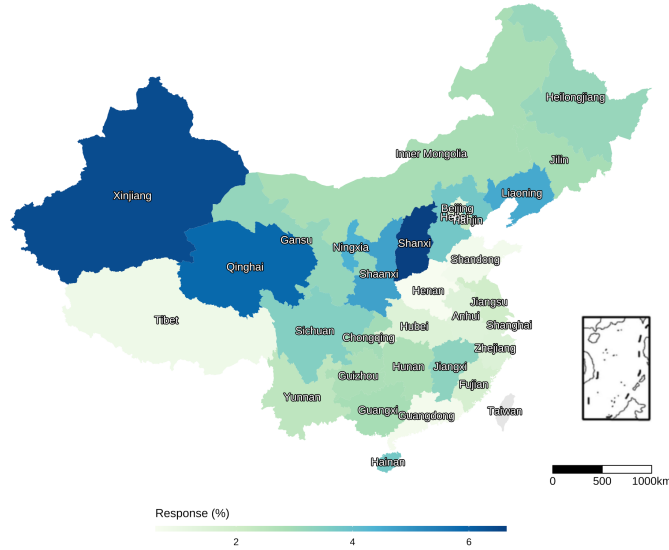 Heilongjiang
Inner Mongolia
Jilin
Xinjiang
Liaoning
Beijing
Tianjin
Gansu
Ningxia
Shanxi
Shandong
Qinghai
Shaanxi
Henan
Jiangsu
Anhui
Tibet
Sichuan
Hubei
Shanghai
Chongqing
Zhejiang
Hunan
Jiangxi
Guizhou
Fujian
Yunnan
Guangxi
Guangdong
Taiwan
Hainan
0 500 1000km
Response (%)
2 4 6